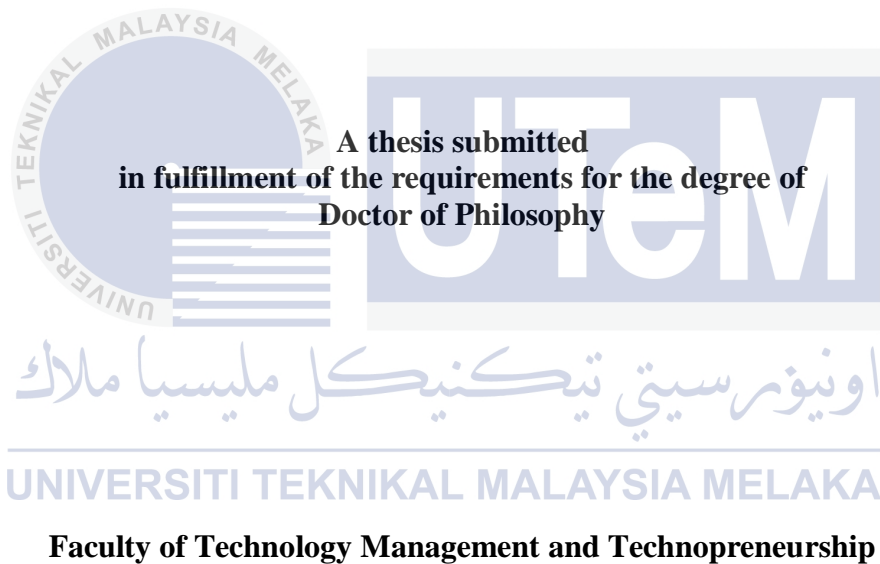 UNIVERSITI TEKNIKAL MALAYSIA MELAKA
UTeM
A thesis submitted
in fulfillment of the requirements for the degree of
Doctor of Philosophy
اونيۏرسيتي تيكنيكل مليسيا ملاك
UNIVERSITI TEKNIKAL MALAYSIA MELAKA
Faculty of Technology Management and Technopreneurship